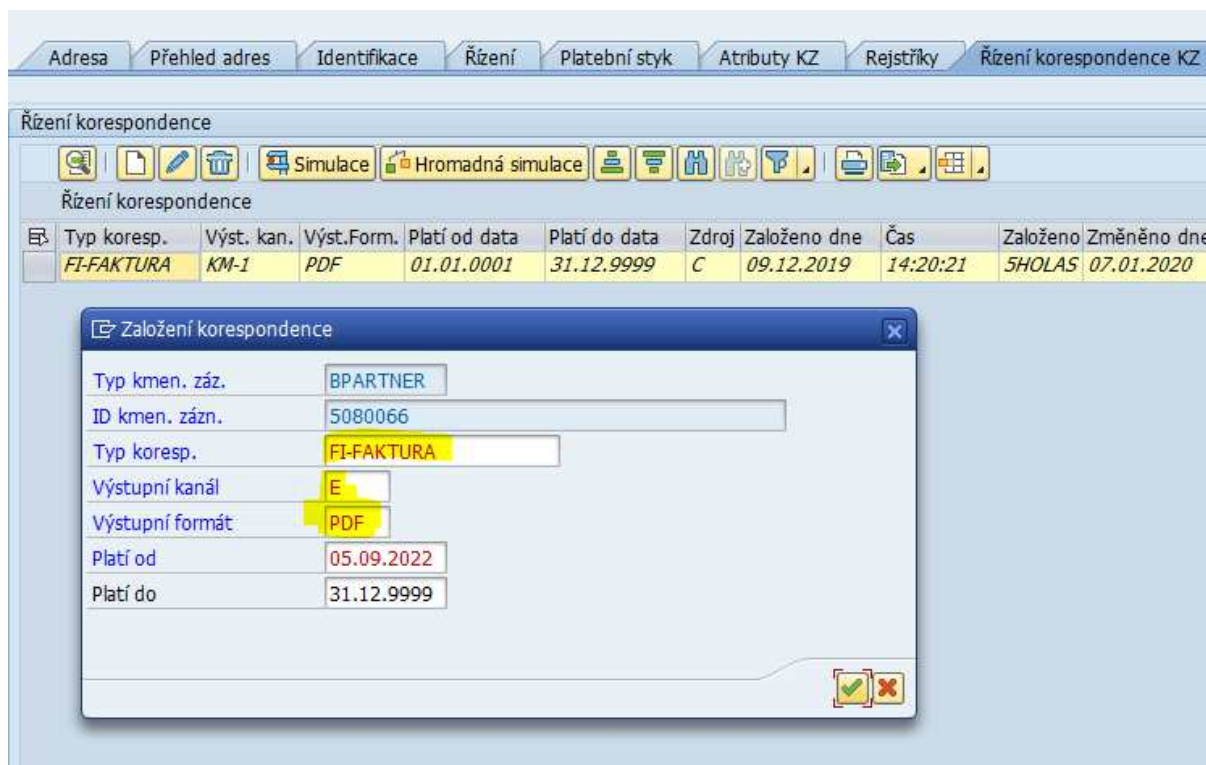 Adresa Přehled adres Identifikace Řízení Platební styk Atributy KZ Rejstříky Řízení korespondence KZ
Řízení korespondence
Simulace Hromadná simulace
Řízení korespondence
Typ koresp. Výst. kan. Výst.Form. Platí od data Platí do data Zdroj Založeno dne Čas Založeno Změněno dne
FI-FAKTURA KM-1 PDF 01.01.0001 31.12.9999 C 09.12.2019 14:20:21 5HOLAS 07.01.2020
Založení korespondence
Typ kmen. záz. BPARTNER
ID kmen. zázn. 5080066
Typ koresp. FI-FAKTURA
Výstupní kanál E
Výstupní formát PDF
Platí od 05.09.2022
Platí do 31.12.9999